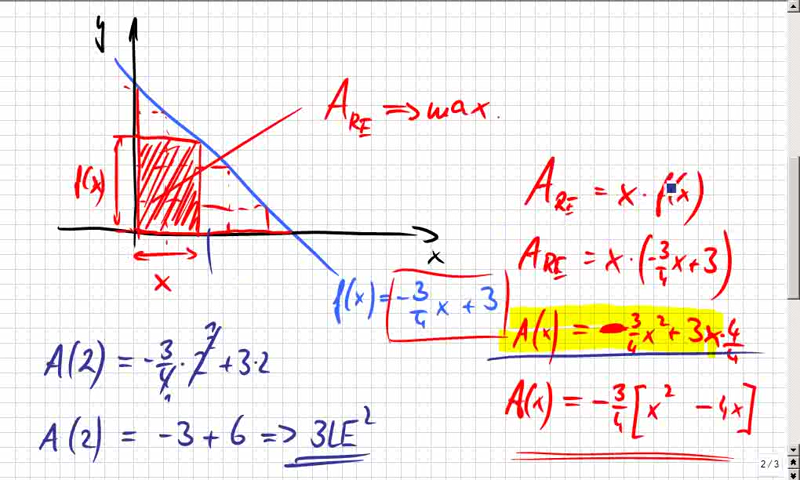 y
A_RE => max.
f(x)
A_RE = x · f(x)
x
A_RE = x · (-3/4 x + 3)
x
f(x) = -3/4 x + 3
A(x) = -3/4 x² + 3x · 4/4
A(2) = -3/4 · 2² + 3·2
A(x) = -3/4 [x² - 4x]
A(2) = -3 + 6 => 3LE²
2/3